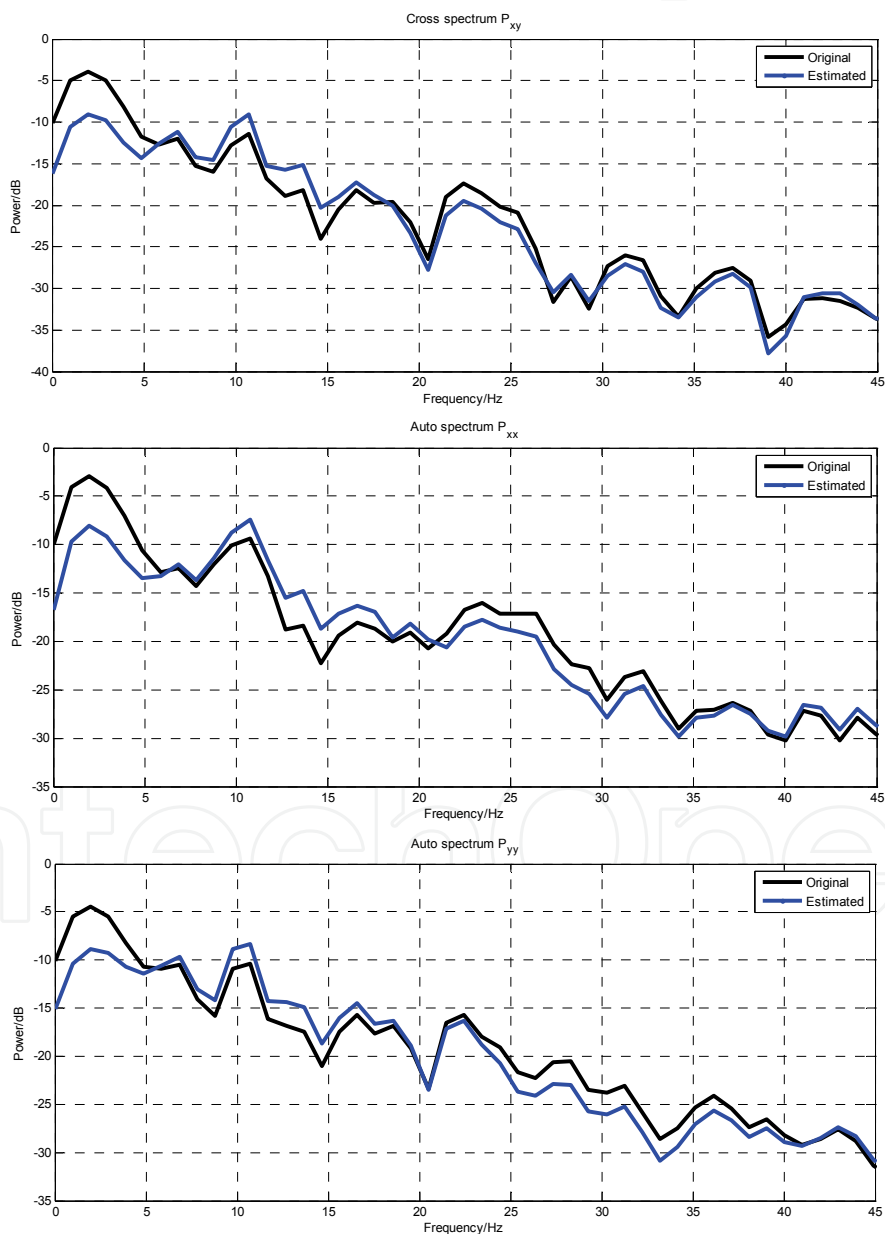 Cross spectrum Pxy
0
-5
-10
-15
-20
-25
-30
-35
-40
Power/dB
Original
Estimated
0 5 10 15 20 25 30 35 40 45
Frequency/Hz
Auto spectrum Pxx
0
-5
-10
-15
-20
-25
-30
-35
Power/dB
Original
Estimated
0 5 10 15 20 25 30 35 40 45
Frequency/Hz
ntechOpe
Auto spectrum Pyy
0
-5
-10
-15
-20
-25
-30
-35
Power/dB
Original
Estimated
0 5 10 15 20 25 30 35 40 45
Frequency/Hz